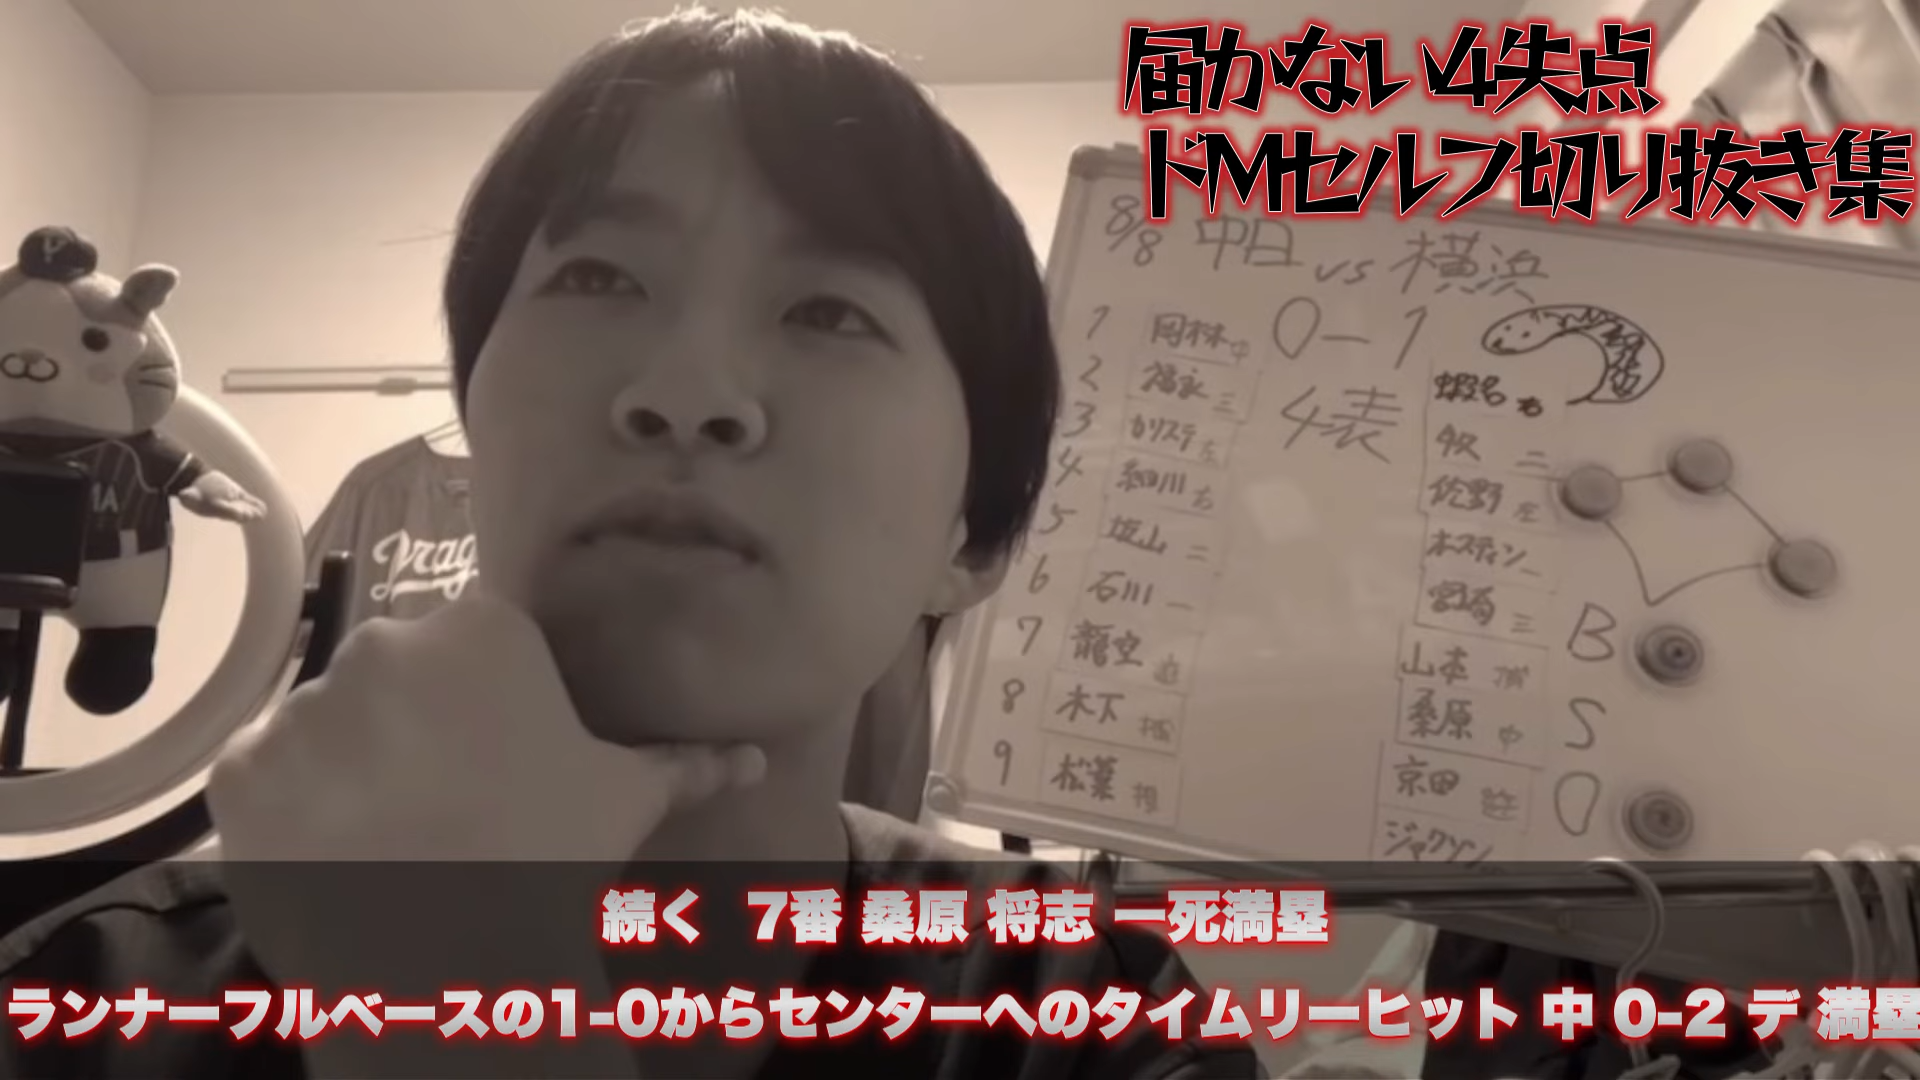 届かない4失点
ドMセルフ切り抜き集
8/8 中日 vs 横浜
0-1
4表
1 岡林 中
2 福永 三
3 カリステ 左
4 細川 右
5 板山 二
6 石川 一
7 龍空 遊
8 木下 捕
9 松葉 投
蝦名 右
牧 二
佐野 左
オースティン 一
宮﨑 三
山本 捕
桑原 中
京田 遊
ジャクソン
B
S
O
Drag
続く 7番 桑原 将志 一死満塁
ランナーフルベースの1-0からセンターへのタイムリーヒット 中 0-2 デ 満塁